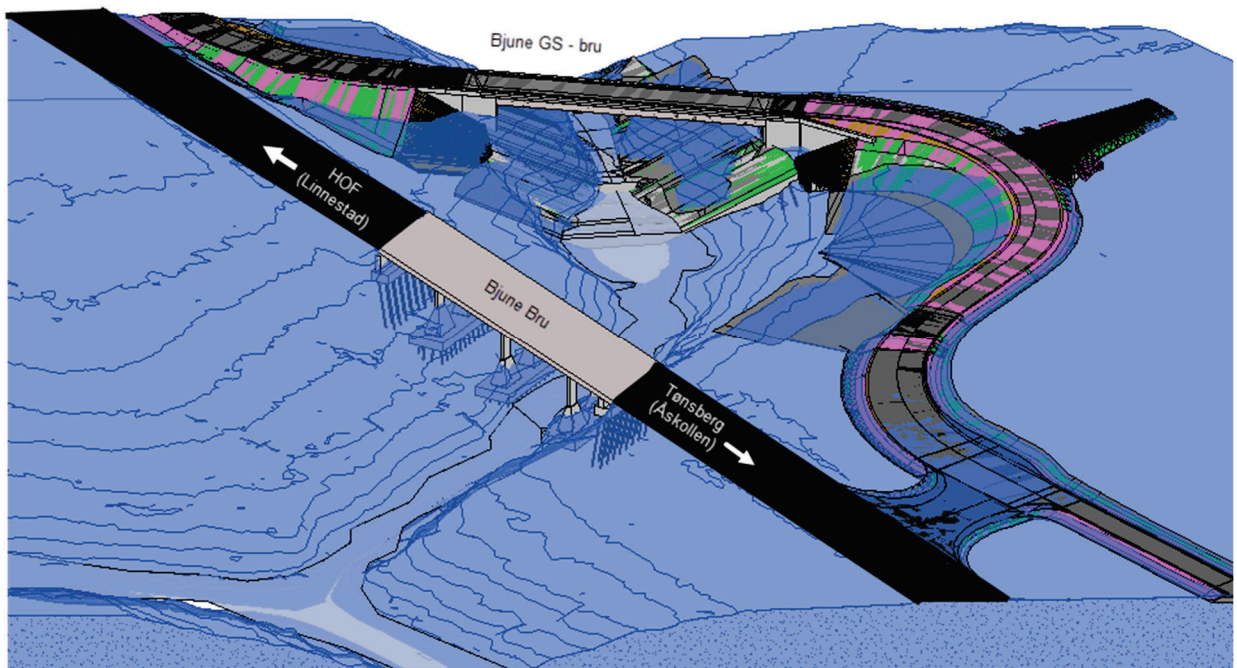 Bjune GS - bru
HOF
(Linnestad)
Bjune Bru
Tønsberg
(Åskollen)